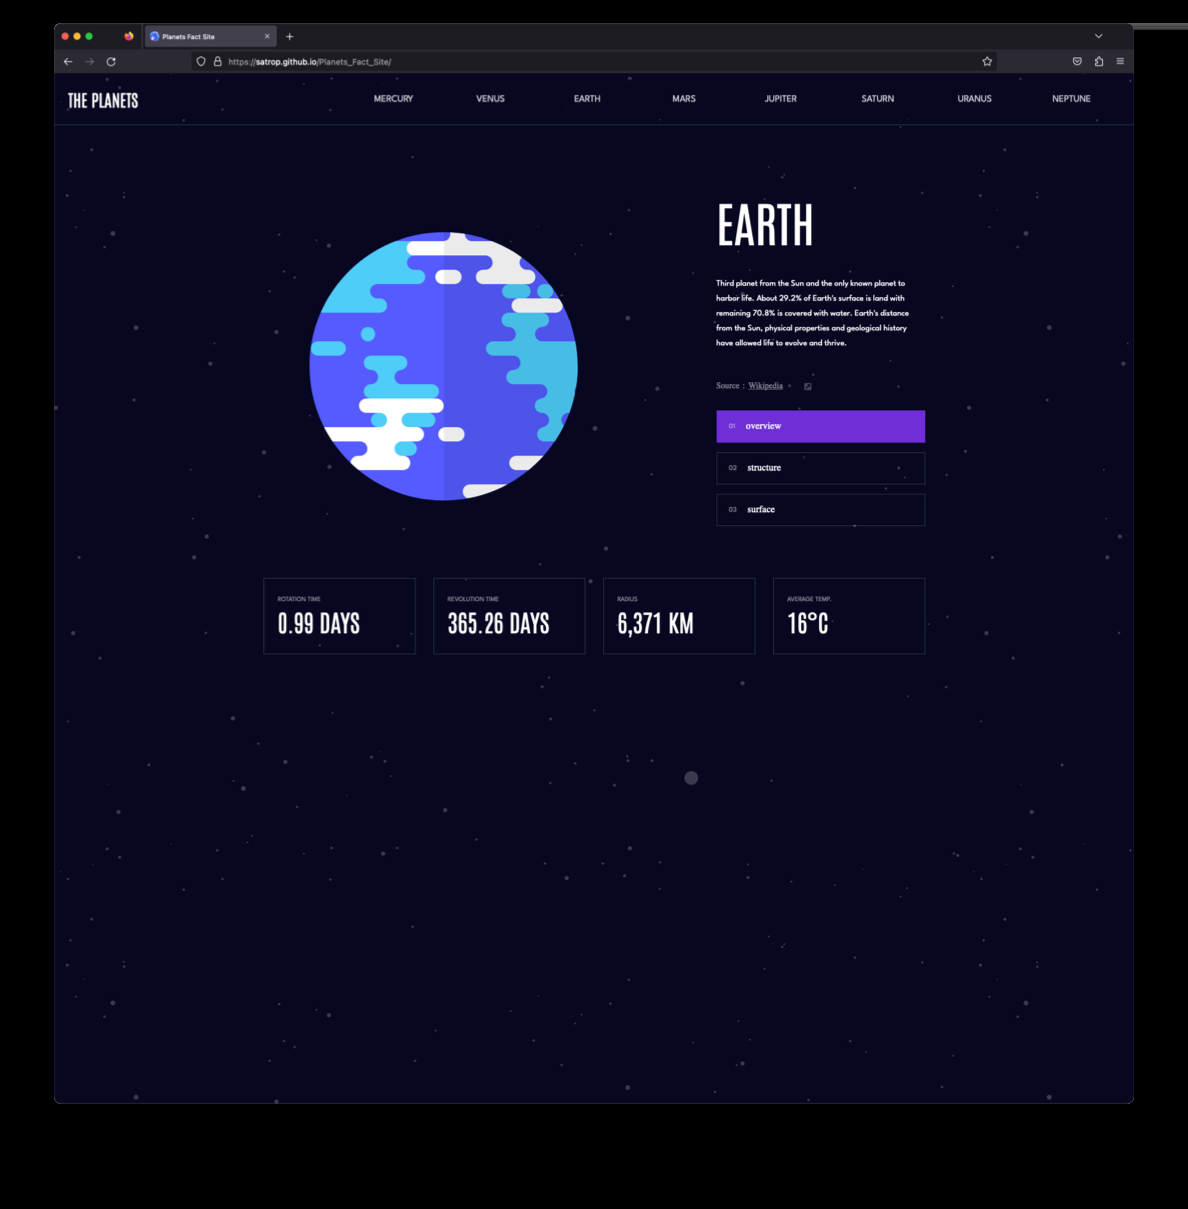 Planets Fact Site
https://satrop.github.io/Planets_Fact_Site/
THE PLANETS
MERCURY
VENUS
EARTH
MARS
JUPITER
SATURN
URANUS
NEPTUNE
EARTH
Third planet from the Sun and the only known planet to
harbor life. About 29.2% of Earth's surface is land with
remaining 70.8% is covered with water. Earth's distance
from the Sun, physical properties and geological history
have allowed life to evolve and thrive.
Source : Wikipedia
01 overview
02 structure
03 surface
ROTATION TIME
0.99 DAYS
REVOLUTION TIME
365.26 DAYS
RADIUS
6,371 KM
AVERAGE TEMP.
16°C